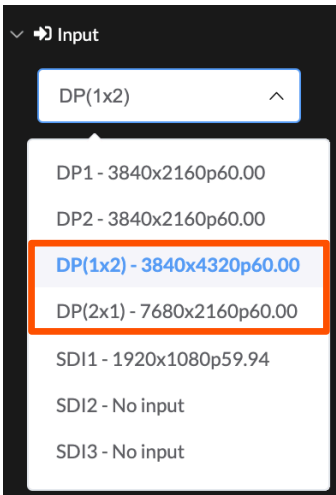 Input
DP(1x2)
DP1 - 3840x2160p60.00
DP2 - 3840x2160p60.00
DP(1x2) - 3840x4320p60.00
DP(2x1) - 7680x2160p60.00
SDI1 - 1920x1080p59.94
SDI2 - No input
SDI3 - No input